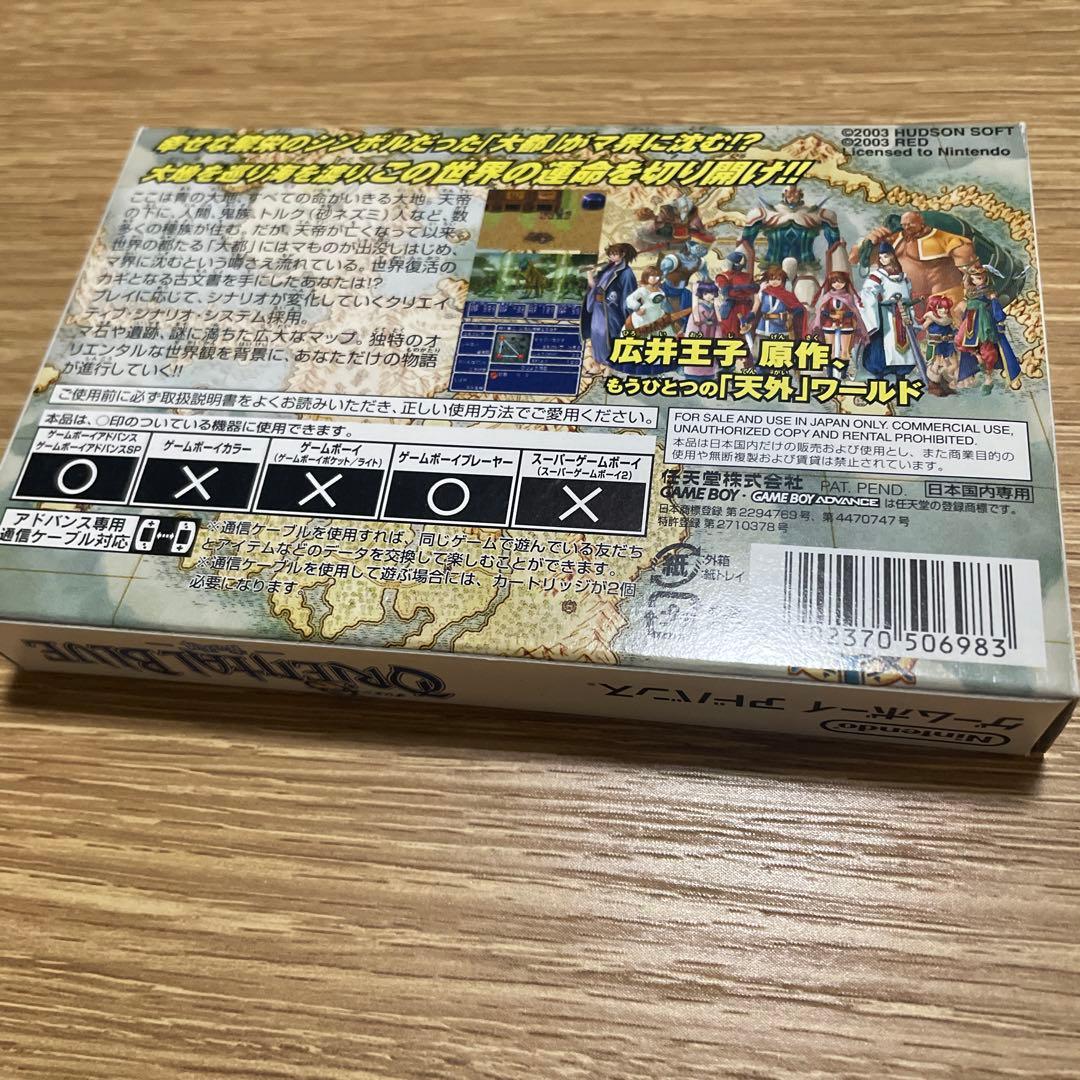 幸せな繁栄のシンボルだった「大都」がマ界に沈む!?
大地を巡り海を渡り、この世界の運命を切り開け!!
ここは青の大地、すべての命がいきる大地。天帝
の下に、人間、鬼族、トルク(砂ネズミ)人など、数
多くの種族が住む。だが、天帝が亡くなって以来
世界の都たる「大都」にはマものが出没しはじめ、
マ界に沈むという噂さえ流れている。世界復活の
カギとなる古文書を手にしたあなたは!?
プレイに応じて、シナリオが変化していくクリエイ
ティブ・シナリオ・システム採用。
マ石や遺跡、謎に満ちた広大なマップ。独特のオ
リエンタルな世界観を背景に、あなただけの物語
が進行していく!!
©2003 HUDSON SOFT
©2003 RED
Licensed to Nintendo
広井王子 原作、
もうひとつの「天外」ワールド
ご使用前に必ず取扱説明書をよくお読みいただき、正しい使用方法でご愛用ください。
本品は、○印のついている機器に使用できます。
ゲームボーイアドバンス
ゲームボーイアドバンスSP
ゲームボーイカラー
ゲームボーイ
(ゲームボーイポケット/ライト)
ゲームボーイプレーヤー
スーパーゲームボーイ
(スーパーゲームボーイ2)
○ × × ○ ×
アドバンス専用
通信ケーブル対応
※通信ケーブルを使用すれば、同じゲームで遊んでいる友だち
とアイテムなどのデータを交換して楽しむことができます。
※通信ケーブルを使用して遊ぶ場合には、カートリッジが2個
必要になります。
FOR SALE AND USE IN JAPAN ONLY. COMMERCIAL USE,
UNAUTHORIZED COPY AND RENTAL PROHIBITED.
本品は日本国内だけの販売および使用とし、また商業目的の
使用や無断複製および賃貸は禁止されています。
任天堂株式会社 PAT. PEND. 日本国内専用
GAME BOY・GAME BOY ADVANCE は任天堂の登録商標です。
日本商標登録 第2294769号、第4470747号
特許登録 第2710378号
紙
:外箱
:紙トレイ
02370 506983
ORIENTAL BLUE
ゲームボーイ アドバンス。
Nintendo